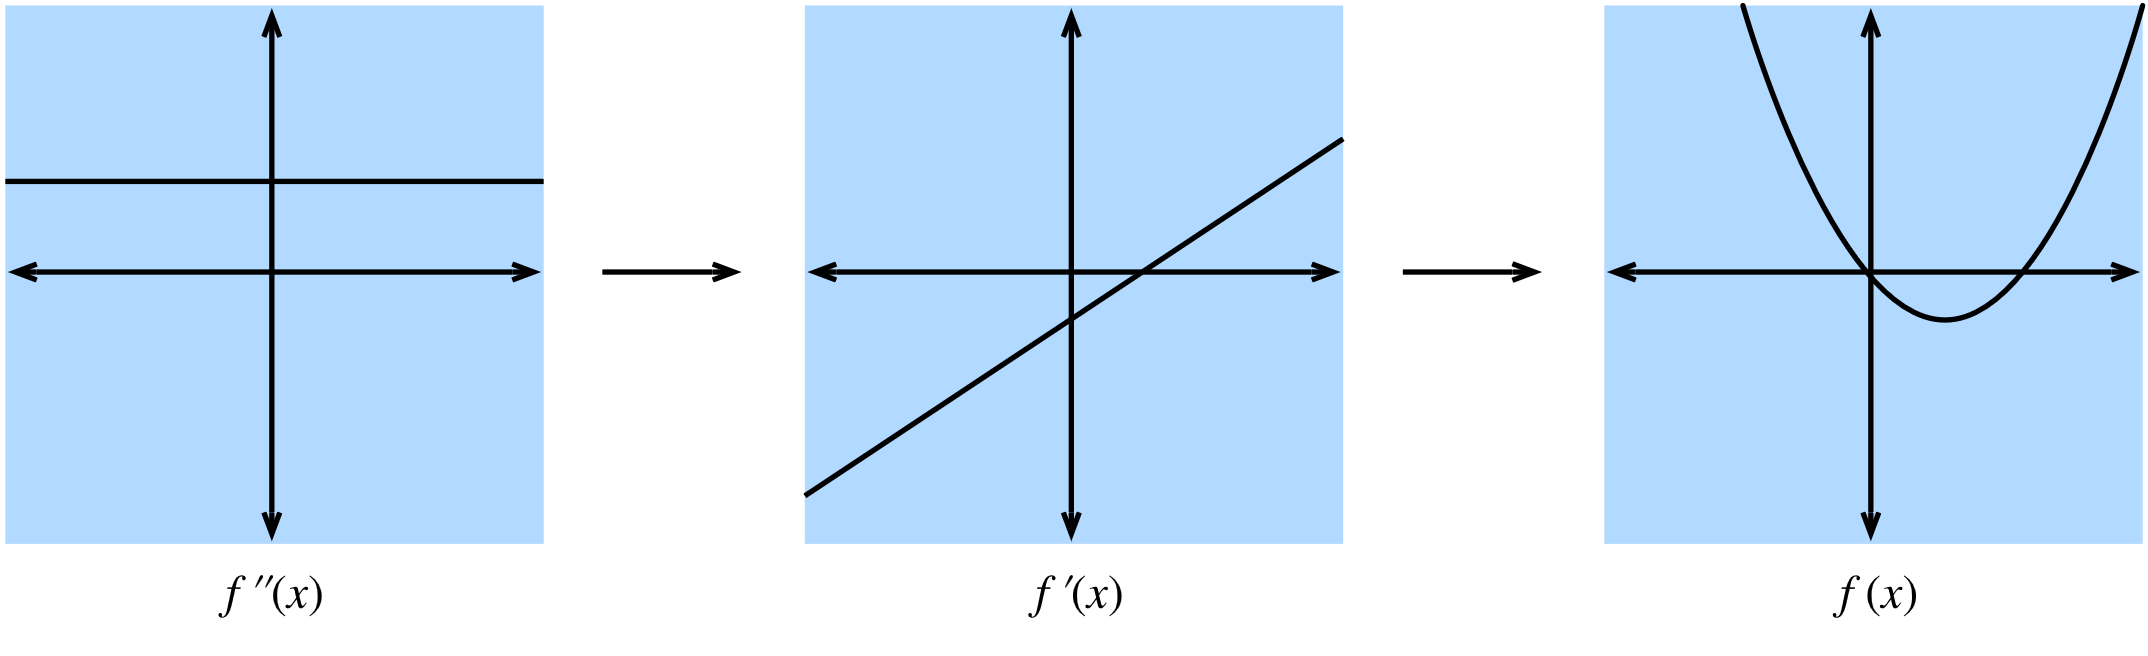 f ″(x)
f ′(x)
f (x)